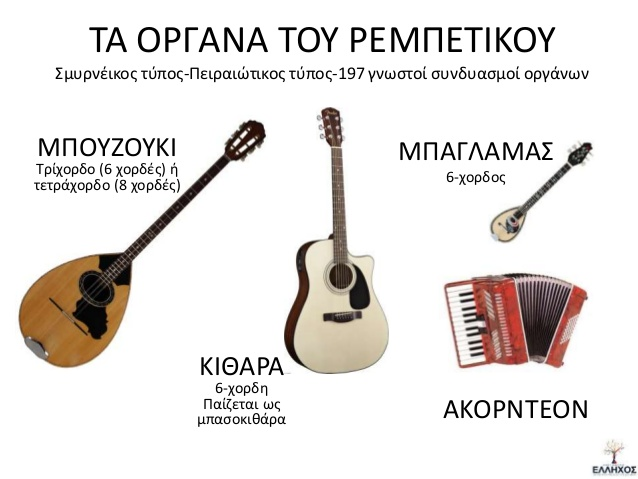 ΤΑ ΟΡΓΑΝΑ ΤΟΥ ΡΕΜΠΕΤΙΚΟΥ
Σμυρνέικος τύπος-Πειραιώτικος τύπος-197 γνωστοί συνδυασμοί οργάνων
ΜΠΟΥΖΟΥΚΙ
Τρίχορδο (6 χορδές) ή
τετράχορδο (8 χορδές)
ΜΠΑΓΛΑΜΑΣ
6-χορδος
ΚΙΘΑΡΑ
6-χορδη
Παίζεται ως
μπασοκιθάρα
ΑΚΟΡΝΤΕΟΝ
ΕΛΛΗΧΟΣ